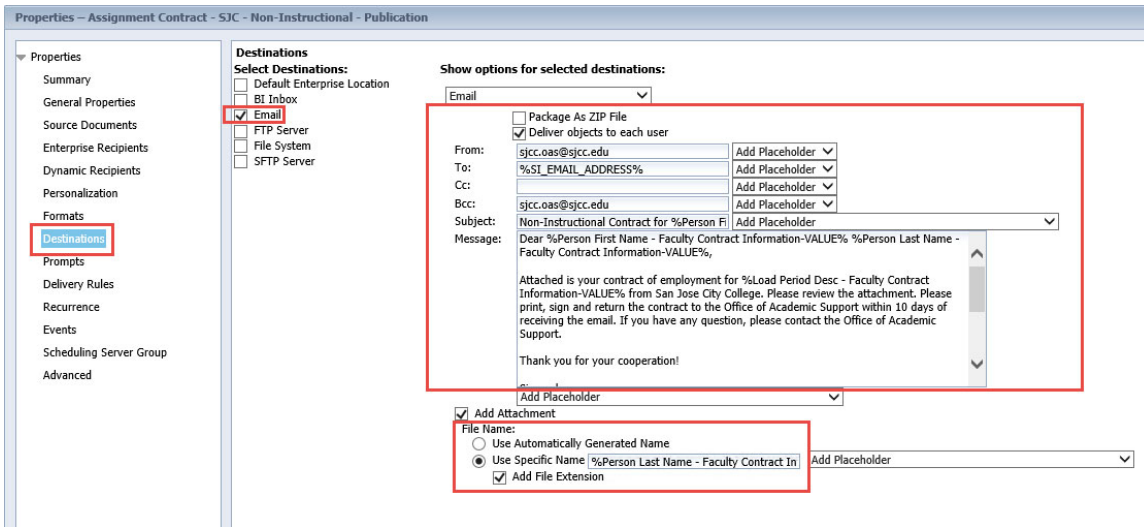 Properties – Assignment Contract - SJC - Non-Instructional - Publication
Properties
Summary
General Properties
Source Documents
Enterprise Recipients
Dynamic Recipients
Personalization
Formats
Destinations
Prompts
Delivery Rules
Recurrence
Events
Scheduling Server Group
Advanced
Destinations
Select Destinations:
Default Enterprise Location
BI Inbox
Email
FTP Server
File System
SFTP Server
Show options for selected destinations:
Email
Package As ZIP File
Deliver objects to each user
From: sjcc.oas@sjcc.edu Add Placeholder
To: %SI_EMAIL_ADDRESS% Add Placeholder
Cc: Add Placeholder
Bcc: sjcc.oas@sjcc.edu Add Placeholder
Subject: Non-Instructional Contract for %Person Fi Add Placeholder
Message: Dear %Person First Name - Faculty Contract Information-VALUE% %Person Last Name -
Faculty Contract Information-VALUE%,
Attached is your contract of employment for %Load Period Desc - Faculty Contract
Information-VALUE% from San Jose City College. Please review the attachment. Please
print, sign and return the contract to the Office of Academic Support within 10 days of
receiving the email. If you have any question, please contact the Office of Academic
Support.
Thank you for your cooperation!
Add Placeholder
Add Attachment
File Name:
Use Automatically Generated Name
Use Specific Name %Person Last Name - Faculty Contract In Add Placeholder
Add File Extension